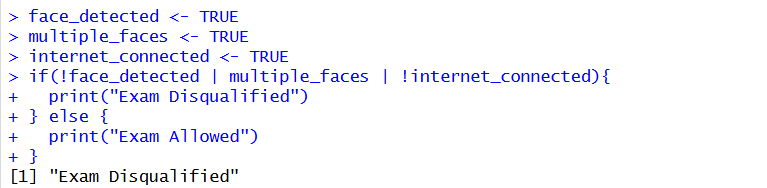 > face_detected <- TRUE
> multiple_faces <- TRUE
> internet_connected <- TRUE
> if(!face_detected | multiple_faces | !internet_connected){
+   print("Exam Disqualified")
+ } else {
+   print("Exam Allowed")
+ }
[1] "Exam Disqualified"